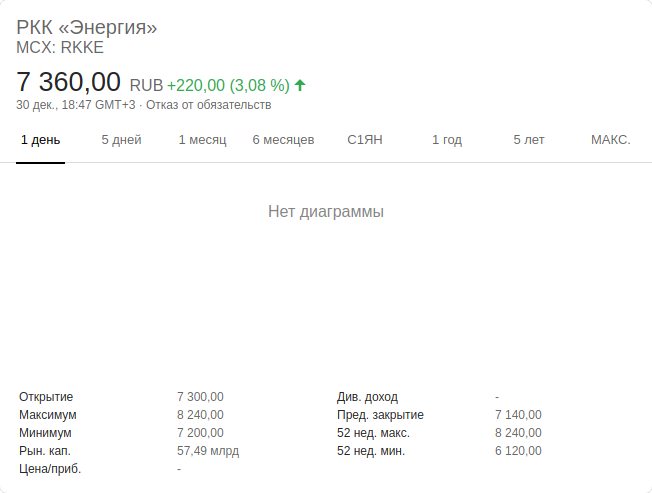 РКК «Энергия»
MCX: RKKE
7 360,00 RUB +220,00 (3,08 %)
30 дек., 18:47 GMT+3 · Отказ от обязательств
1 день 5 дней 1 месяц 6 месяцев С1ЯН 1 год 5 лет МАКС.
Нет диаграммы
Открытие 7 300,00 Див. доход -
Максимум 8 240,00 Пред. закрытие 7 140,00
Минимум 7 200,00 52 нед. макс. 8 240,00
Рын. кап. 57,49 млрд 52 нед. мин. 6 120,00
Цена/приб. -